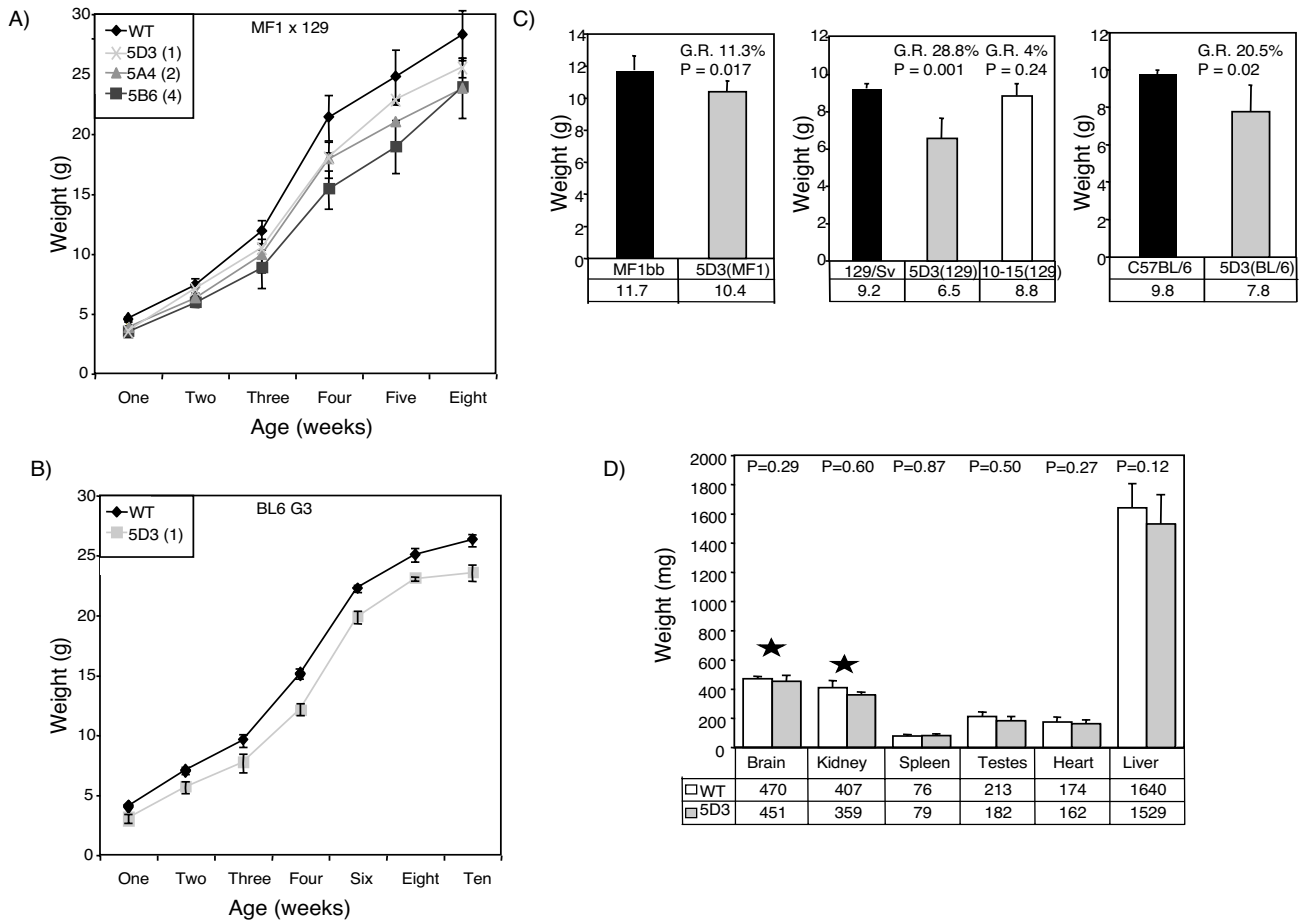 A)
MF1 x 129
WT
5D3 (1)
5A4 (2)
5B6 (4)
30
25
20
15
10
5
0
Weight (g)
One Two Three Four Five Eight
Age (weeks)
B)
BL6 G3
WT
5D3 (1)
30
25
20
15
10
5
0
Weight (g)
One Two Three Four Six Eight Ten
Age (weeks)
C)
G.R. 11.3%
P = 0.017
14
12
10
8
6
4
2
0
Weight (g)
MF1bb 5D3(MF1)
11.7 10.4
G.R. 28.8% G.R. 4%
P = 0.001 P = 0.24
12
10
8
6
4
2
0
Weight (g)
129/Sv 5D3(129) 10-15(129)
9.2 6.5 8.8
G.R. 20.5%
P = 0.02
12
10
8
6
4
2
0
Weight (g)
C57BL/6 5D3(BL/6)
9.8 7.8
D)
P=0.29 P=0.60 P=0.87 P=0.50 P=0.27 P=0.12
2000
1800
1600
1400
1200
1000
800
600
400
200
0
Weight (mg)
Brain Kidney Spleen Testes Heart Liver
WT 470 407 76 213 174 1640
5D3 451 359 79 182 162 1529